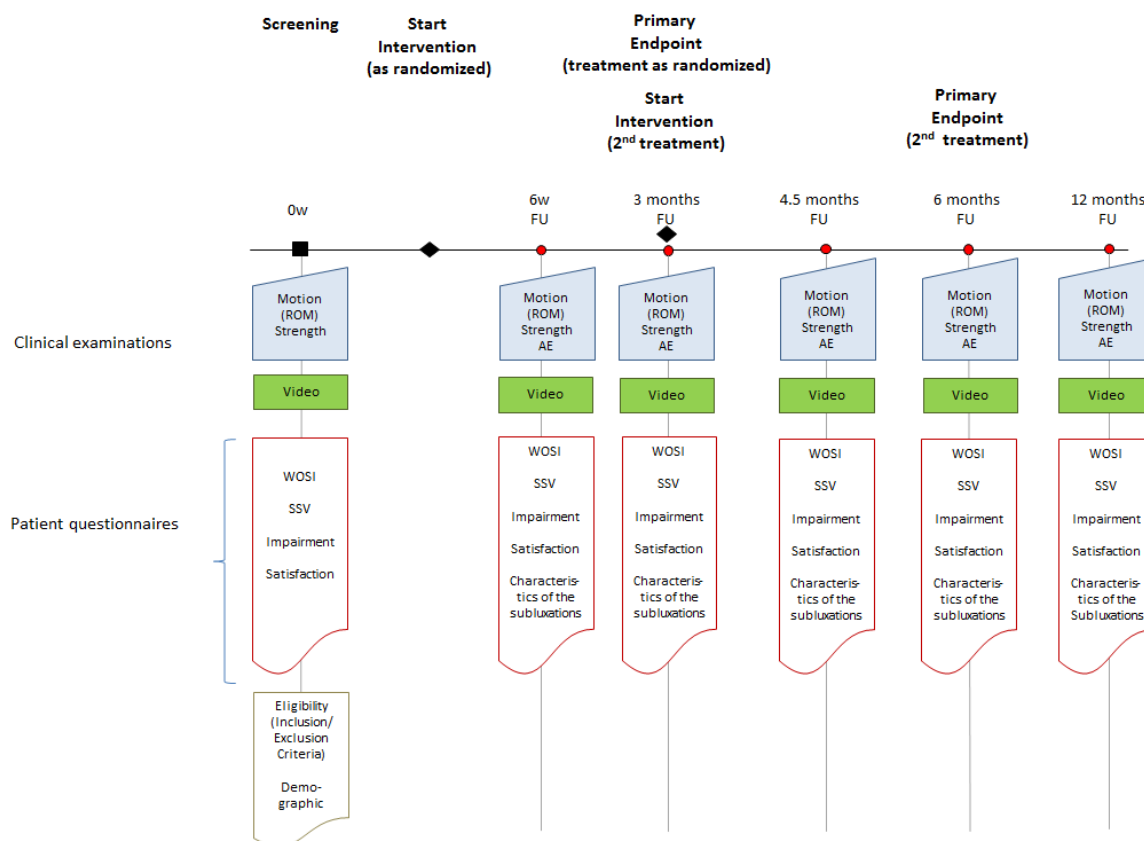 Screening
Start
Intervention
(as randomized)
Primary
Endpoint
(treatment as randomized)
Start
Intervention
(2nd treatment)
Primary
Endpoint
(2nd treatment)
0w
6w
FU
3 months
FU
4.5 months
FU
6 months
FU
12 months
FU
Clinical examinations
Motion
(ROM)
Strength
Motion
(ROM)
Strength
AE
Motion
(ROM)
Strength
AE
Motion
(ROM)
Strength
AE
Motion
(ROM)
Strength
AE
Motion
(ROM)
Strength
AE
Video
Video
Video
Video
Video
Video
Patient questionnaires
WOSI
SSV
Impairment
Satisfaction
WOSI
SSV
Impairment
Satisfaction
Characteris-
tics of the
subluxations
WOSI
SSV
Impairment
Satisfaction
Characteris-
tics of the
subluxations
WOSI
SSV
Impairment
Satisfaction
Characteris-
tics of the
subluxations
WOSI
SSV
Impairment
Satisfaction
Characteris-
tics of the
subluxations
WOSI
SSV
Impairment
Satisfaction
Characteris-
tics of the
Subluxations
Eligibility
(Inclusion/
Exclusion
Criteria)
Demo-
graphic